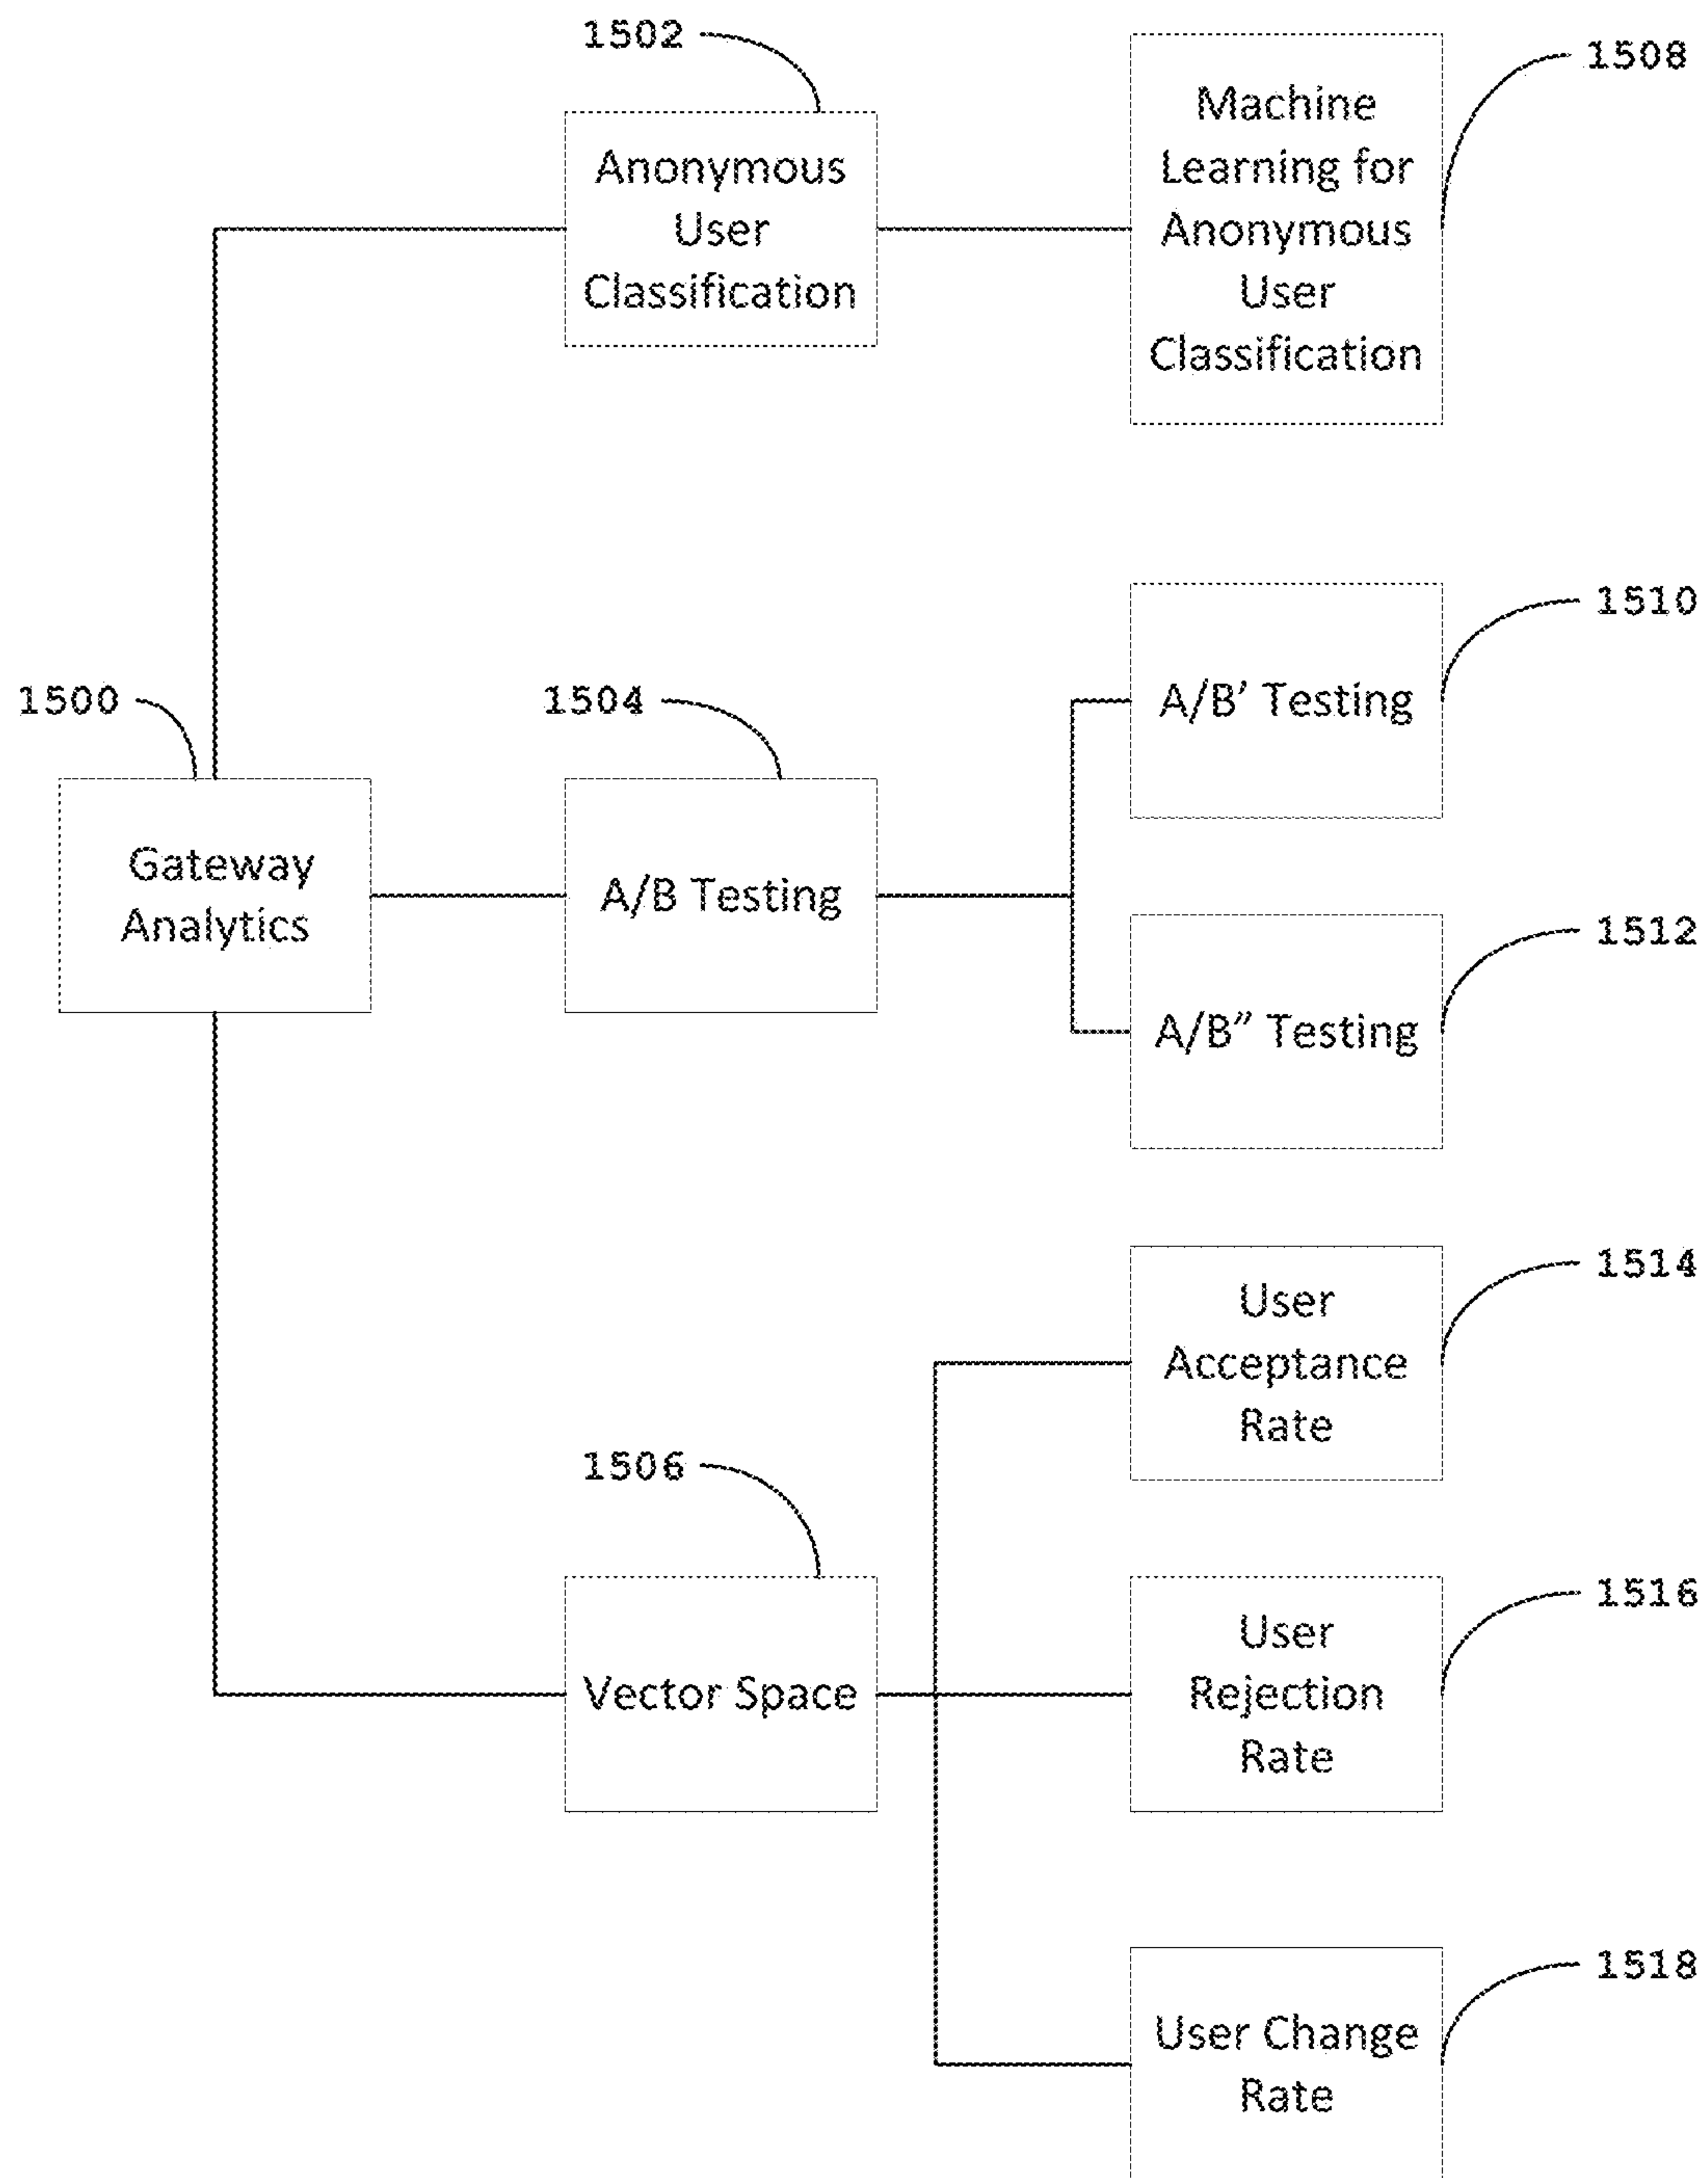 1502
1508
Anonymous
User
Classification
Machine
Learning for
Anonymous
User
Classification
1500
1504
1510
Gateway
Analytics
A/B Testing
A/B’ Testing
1512
A/B” Testing
1514
User
Acceptance
Rate
1506
1516
Vector Space
User
Rejection
Rate
1518
User Change
Rate